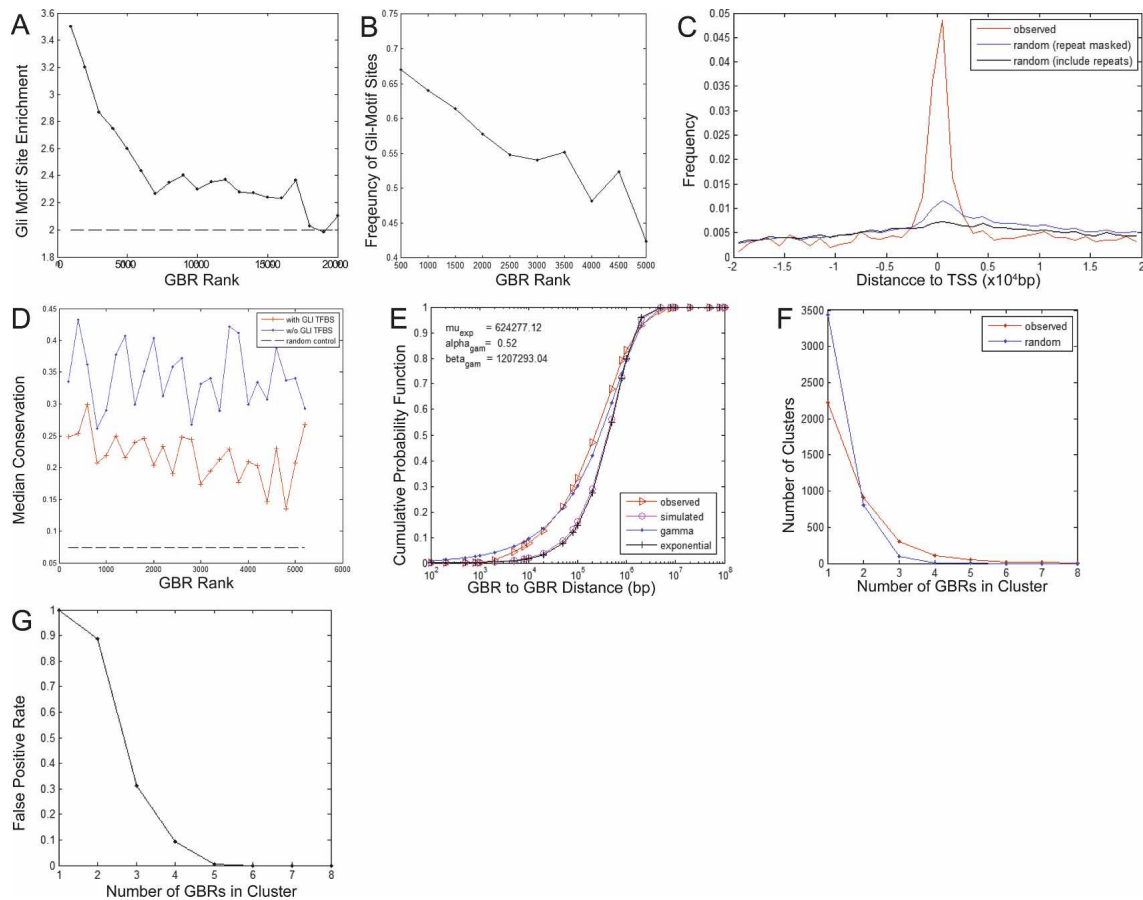 A
3.6
3.4
3.2
3
2.8
2.6
2.4
2.2
2
1.8
Gli Motif Site Enrichment
0
5000
10000
15000
20000
GBR Rank
B
0.75
0.7
0.65
0.6
0.55
0.5
0.45
0.4
Freqeuncy of Gli-Motif Sites
500 1000 1500 2000 2500 3000 3500 4000 4500 5000
GBR Rank
C
0.05
0.045
0.04
0.035
0.03
0.025
0.02
0.015
0.01
0.005
0
Frequency
observed
random (repeat masked)
random (include repeats)
-2 -1.5 -1 -0.5 0 0.5 1 1.5 2
Distancce to TSS (x10⁴bp)
D
0.45
0.4
0.35
0.3
0.25
0.2
0.15
0.1
0.05
Median Conservation
with GLI TFBS
w/o GLI TFBS
random control
0 1000 2000 3000 4000 5000 6000
GBR Rank
E
1
0.9
0.8
0.7
0.6
0.5
0.4
0.3
0.2
0.1
0
Cumulative Probability Function
mu_exp = 624277.12
alpha_gam = 0.52
beta_gam = 1207293.04
observed
simulated
gamma
exponential
10² 10³ 10⁴ 10⁵ 10⁶ 10⁷ 10⁸
GBR to GBR Distance (bp)
F
3500
3000
2500
2000
1500
1000
500
0
Number of Clusters
observed
random
1 2 3 4 5 6 7 8
Number of GBRs in Cluster
G
1
0.9
0.8
0.7
0.6
0.5
0.4
0.3
0.2
0.1
0
False Positive Rate
1 2 3 4 5 6 7 8
Number of GBRs in Cluster